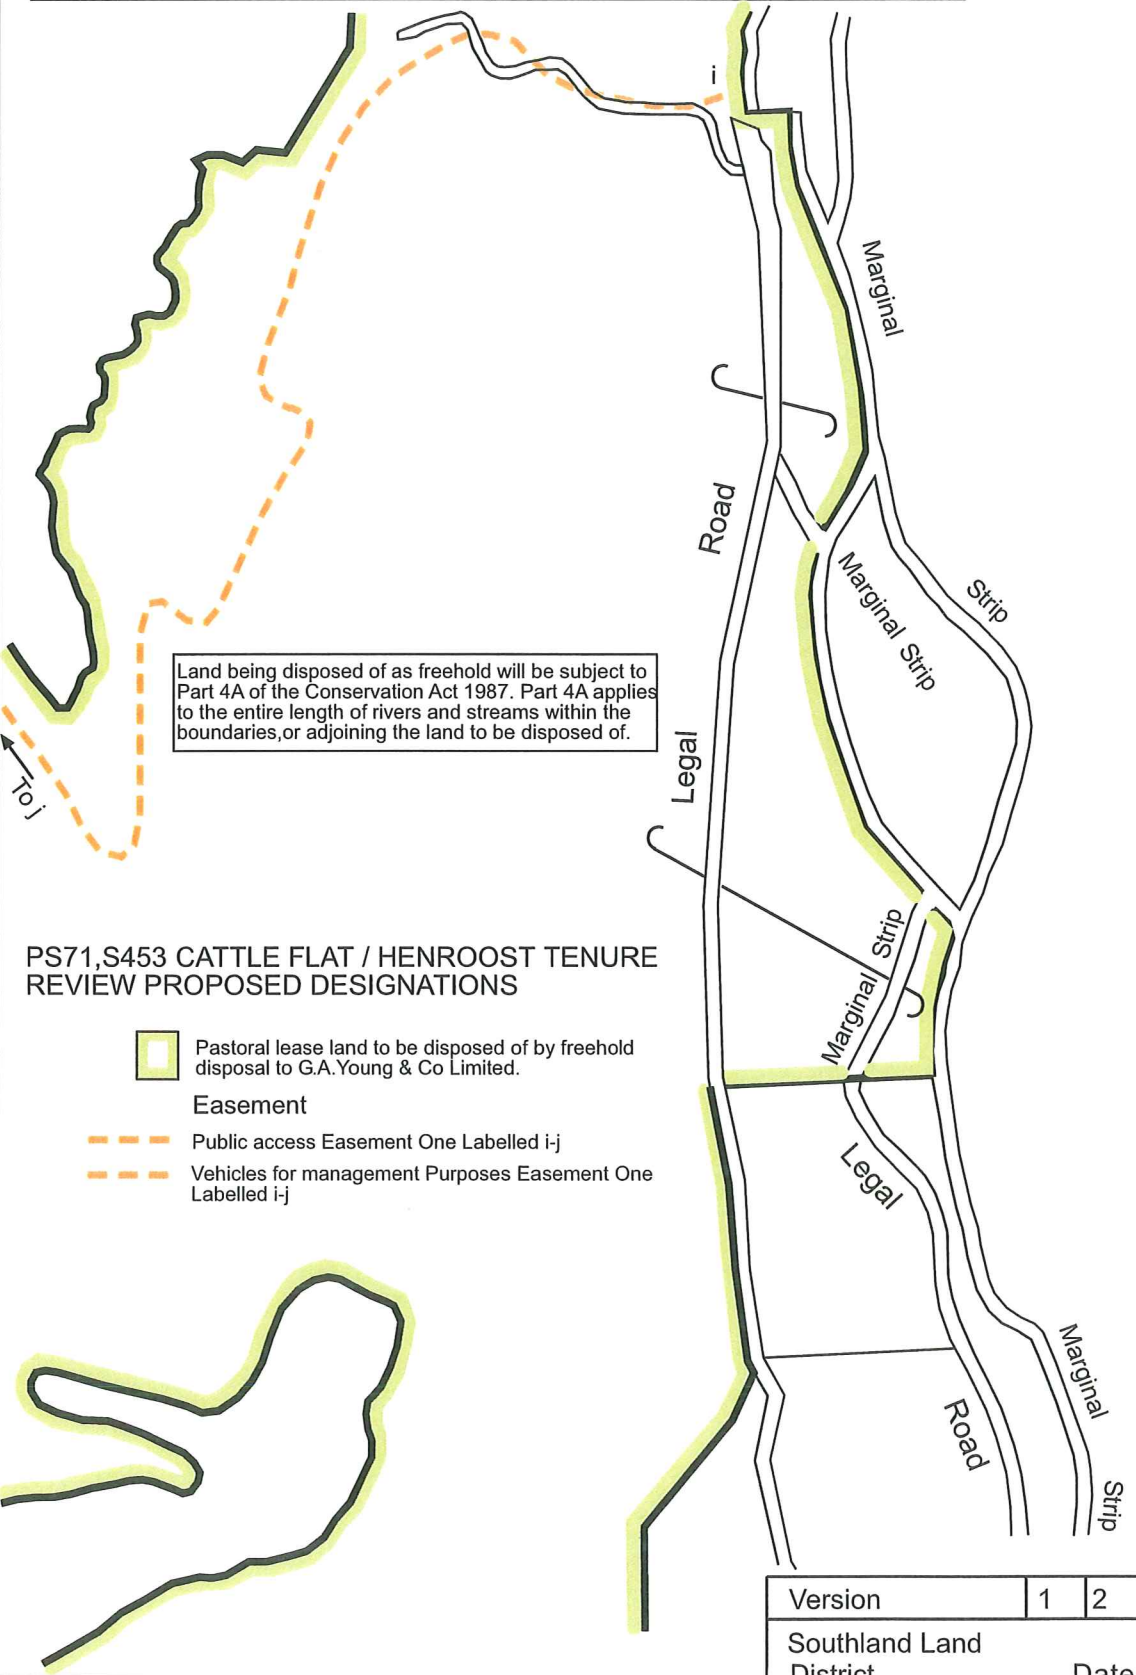 i
Marginal
Road
Marginal Strip
Strip
Land being disposed of as freehold will be subject to
Part 4A of the Conservation Act 1987. Part 4A applies
to the entire length of rivers and streams within the
boundaries,or adjoining the land to be disposed of.
Legal
To j
Marginal Strip
PS71,S453 CATTLE FLAT / HENROOST TENURE
REVIEW PROPOSED DESIGNATIONS
Pastoral lease land to be disposed of by freehold
disposal to G.A.Young & Co Limited.
Easement
Public access Easement One Labelled i-j
Vehicles for management Purposes Easement One
Labelled i-j
Legal
Road
Marginal
Strip
Version 1 2
Southland Land
District Date